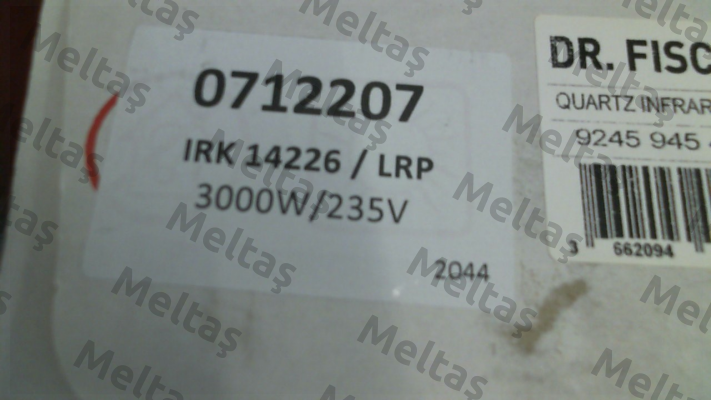 0712207
IRK 14226 / LRP
3000W/235V
2044
DR. FISC
QUARTZ INFRAR
9245 945
3 662094
Meltaş